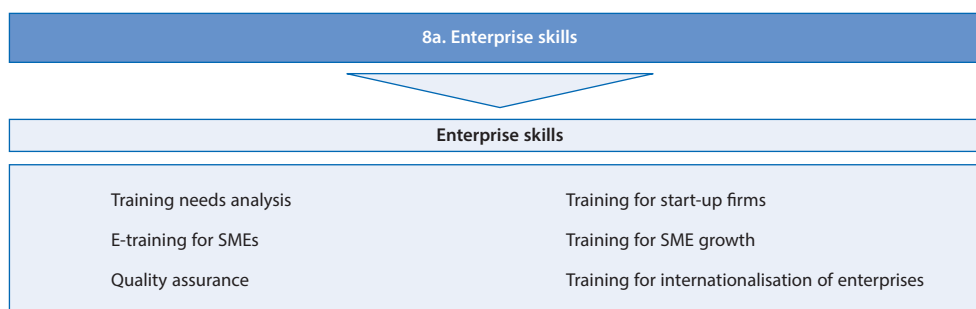 8a. Enterprise skills
Enterprise skills
Training needs analysis
E-training for SMEs
Quality assurance
Training for start-up firms
Training for SME growth
Training for internationalisation of enterprises